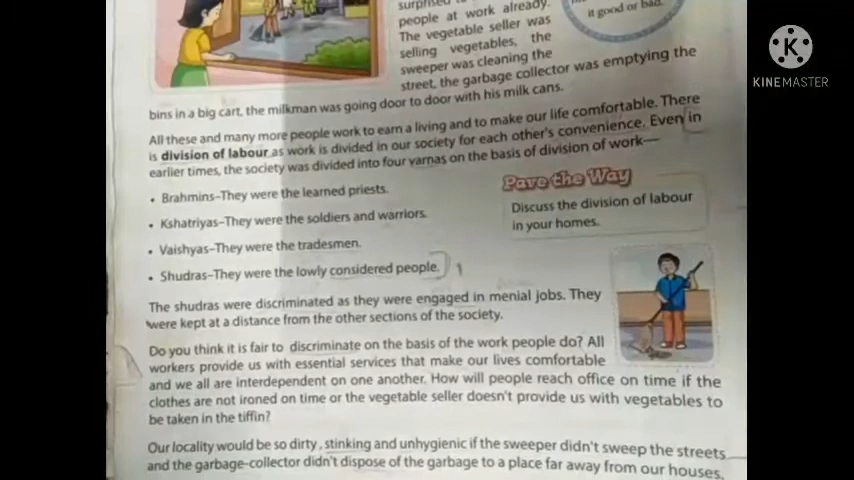 surprised
people at work already.
The vegetable seller was
selling vegetables, the
sweeper was cleaning the
street, the garbage collector was emptying the
bins in a big cart, the milkman was going door to door with his milk cans.
it good or bad.
K
KINEMASTER
All these and many more people work to earn a living and to make our life comfortable. There
is division of labour as work is divided in our society for each other's convenience. Even in
earlier times, the society was divided into four varnas on the basis of division of work—
• Brahmins–They were the learned priests.
• Kshatriyas–They were the soldiers and warriors.
• Vaishyas–They were the tradesmen.
• Shudras–They were the lowly considered people.
Pave the Way
Discuss the division of labour
in your homes.
The shudras were discriminated as they were engaged in menial jobs. They
were kept at a distance from the other sections of the society.
Do you think it is fair to discriminate on the basis of the work people do? All
workers provide us with essential services that make our lives comfortable
and we all are interdependent on one another. How will people reach office on time if the
clothes are not ironed on time or the vegetable seller doesn't provide us with vegetables to
be taken in the tiffin?
Our locality would be so dirty, stinking and unhygienic if the sweeper didn't sweep the streets
and the garbage-collector didn't dispose of the garbage to a place far away from our houses.